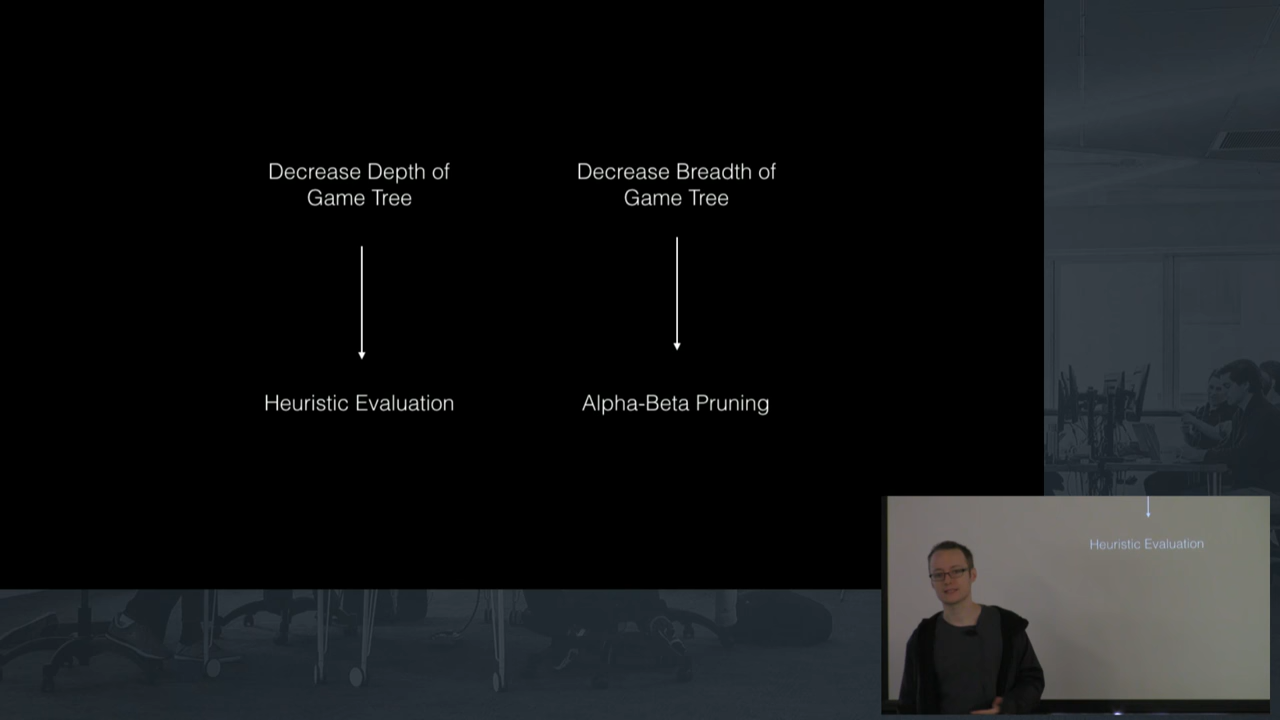 Decrease Depth of
Game Tree
Decrease Breadth of
Game Tree
Heuristic Evaluation
Alpha-Beta Pruning
Heuristic Evaluation